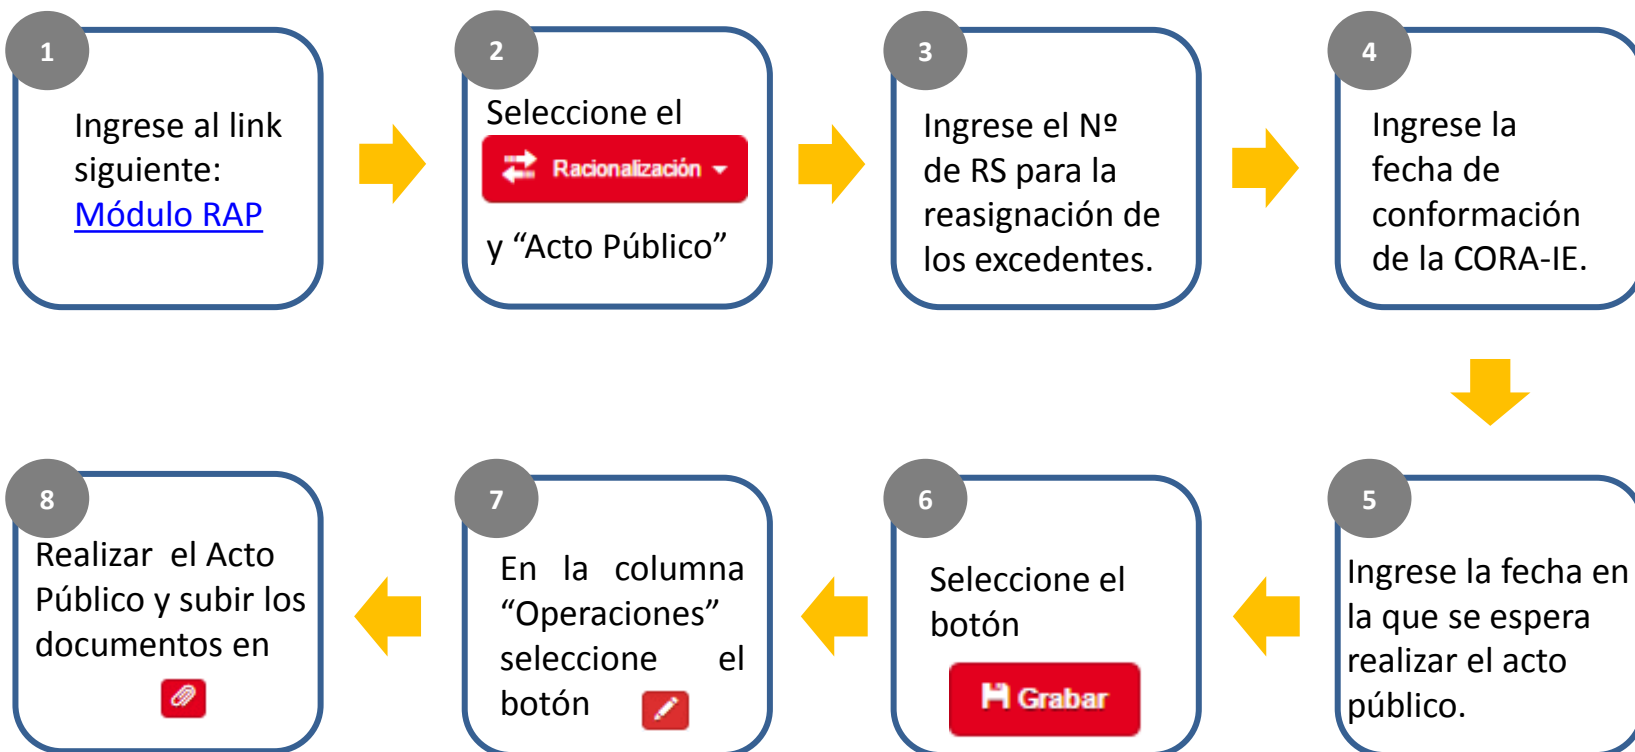 1
Ingrese al link
siguiente:
Módulo RAP
2
Seleccione el
Racionalización
y “Acto Público”
3
Ingrese el Nº
de RS para la
reasignación de
los excedentes.
4
Ingrese la
fecha de
conformación
de la CORA-IE.
5
Ingrese la fecha en
la que se espera
realizar el acto
público.
6
Seleccione el
botón
Grabar
7
En la columna
“Operaciones”
seleccione el
botón
8
Realizar el Acto
Público y subir los
documentos en